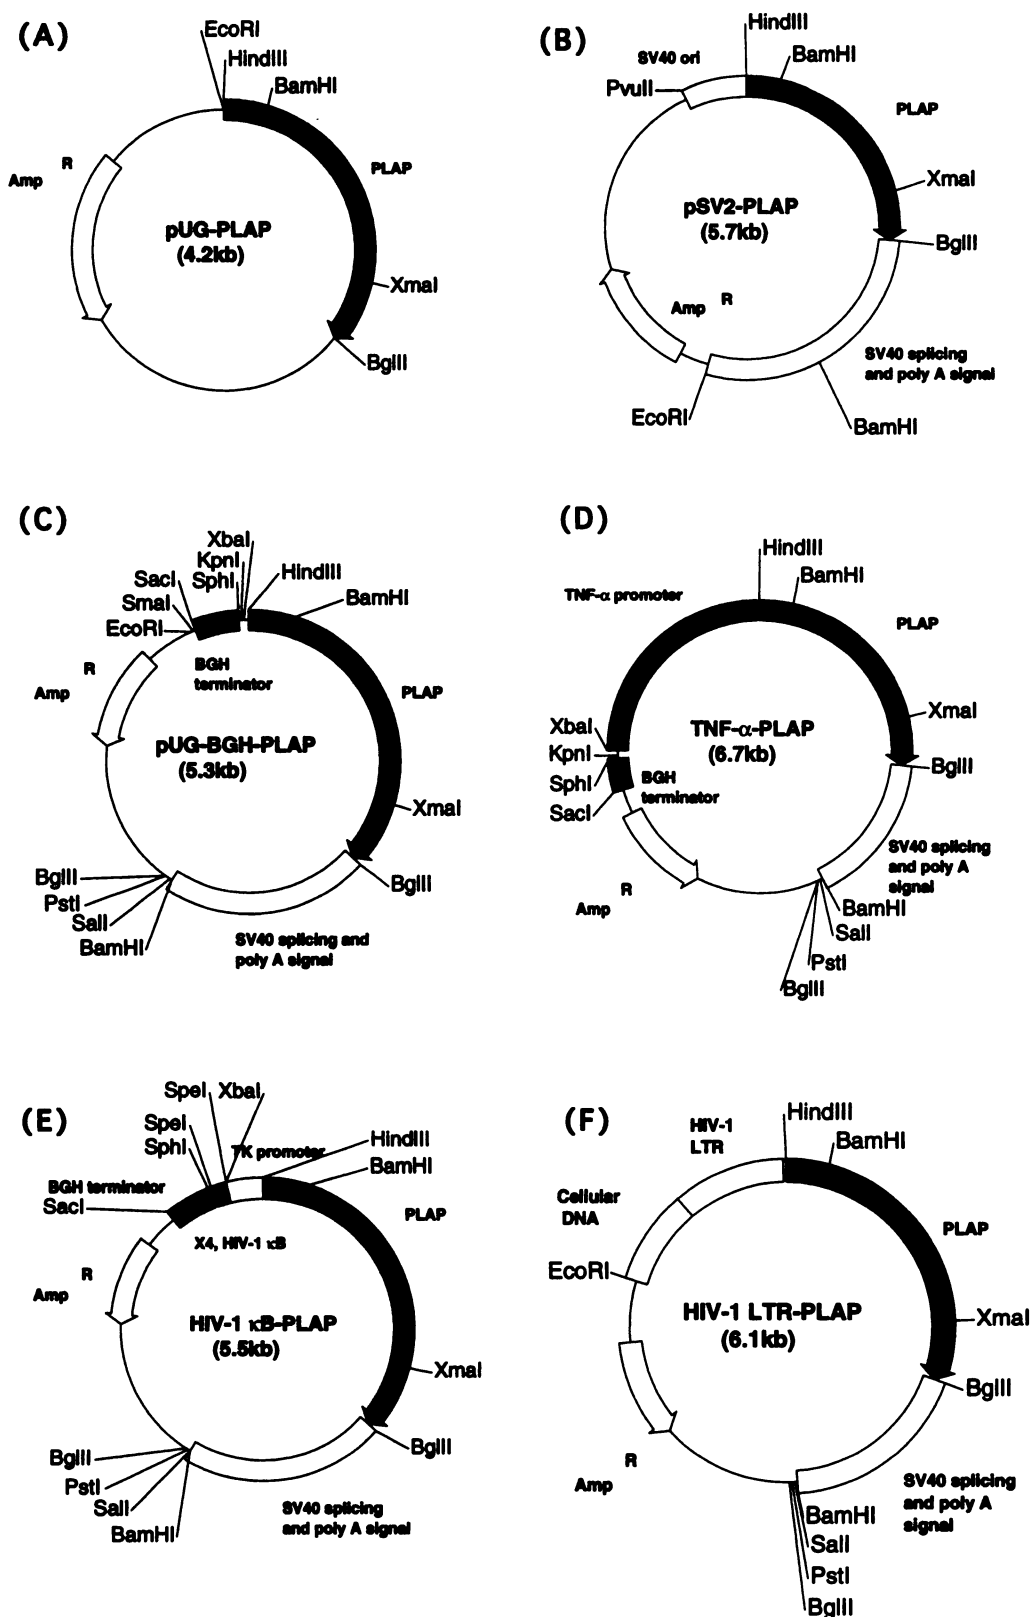 (A)
EcoRI
HindIII
BamHI
R
Amp
PLAP
pUG-PLAP
(4.2kb)
XmaI
BglII
(B)
HindIII
SV40 ori
BamHI
PvuII
PLAP
XmaI
pSV2-PLAP
(5.7kb)
BglII
R
Amp
SV40 splicing
and poly A signal
EcoRI
BamHI
(C)
XbaI
KpnI
SphI
HindIII
SacI
BamHI
SmaI
EcoRI
BGH
terminator
R
Amp
PLAP
pUG-BGH-PLAP
(5.3kb)
XmaI
BglII
PstI
SalI
BamHI
BglII
SV40 splicing and
poly A signal
(D)
HindIII
BamHI
TNF-α promoter
PLAP
XmaI
XbaI
KpnI
SphI
SacI
TNF-α-PLAP
(6.7kb)
BglII
BGH
terminator
SV40 splicing
and poly A
signal
R
Amp
BamHI
SalI
PstI
BglII
(E)
SpeI
XbaI
SpeI
SphI
TK promoter
HindIII
BamHI
BGH terminator
SacI
PLAP
X4, HIV-1 κB
R
Amp
HIV-1 κB-PLAP
(5.5kb)
XmaI
BglII
BglII
PstI
SalI
BamHI
SV40 splicing
and poly A signal
(F)
HindIII
HIV-1
LTR
BamHI
Cellular
DNA
PLAP
EcoRI
HIV-1 LTR-PLAP
(6.1kb)
XmaI
BglII
R
Amp
SV40 splicing
and poly A
signal
BamHI
SalI
PstI
BglII